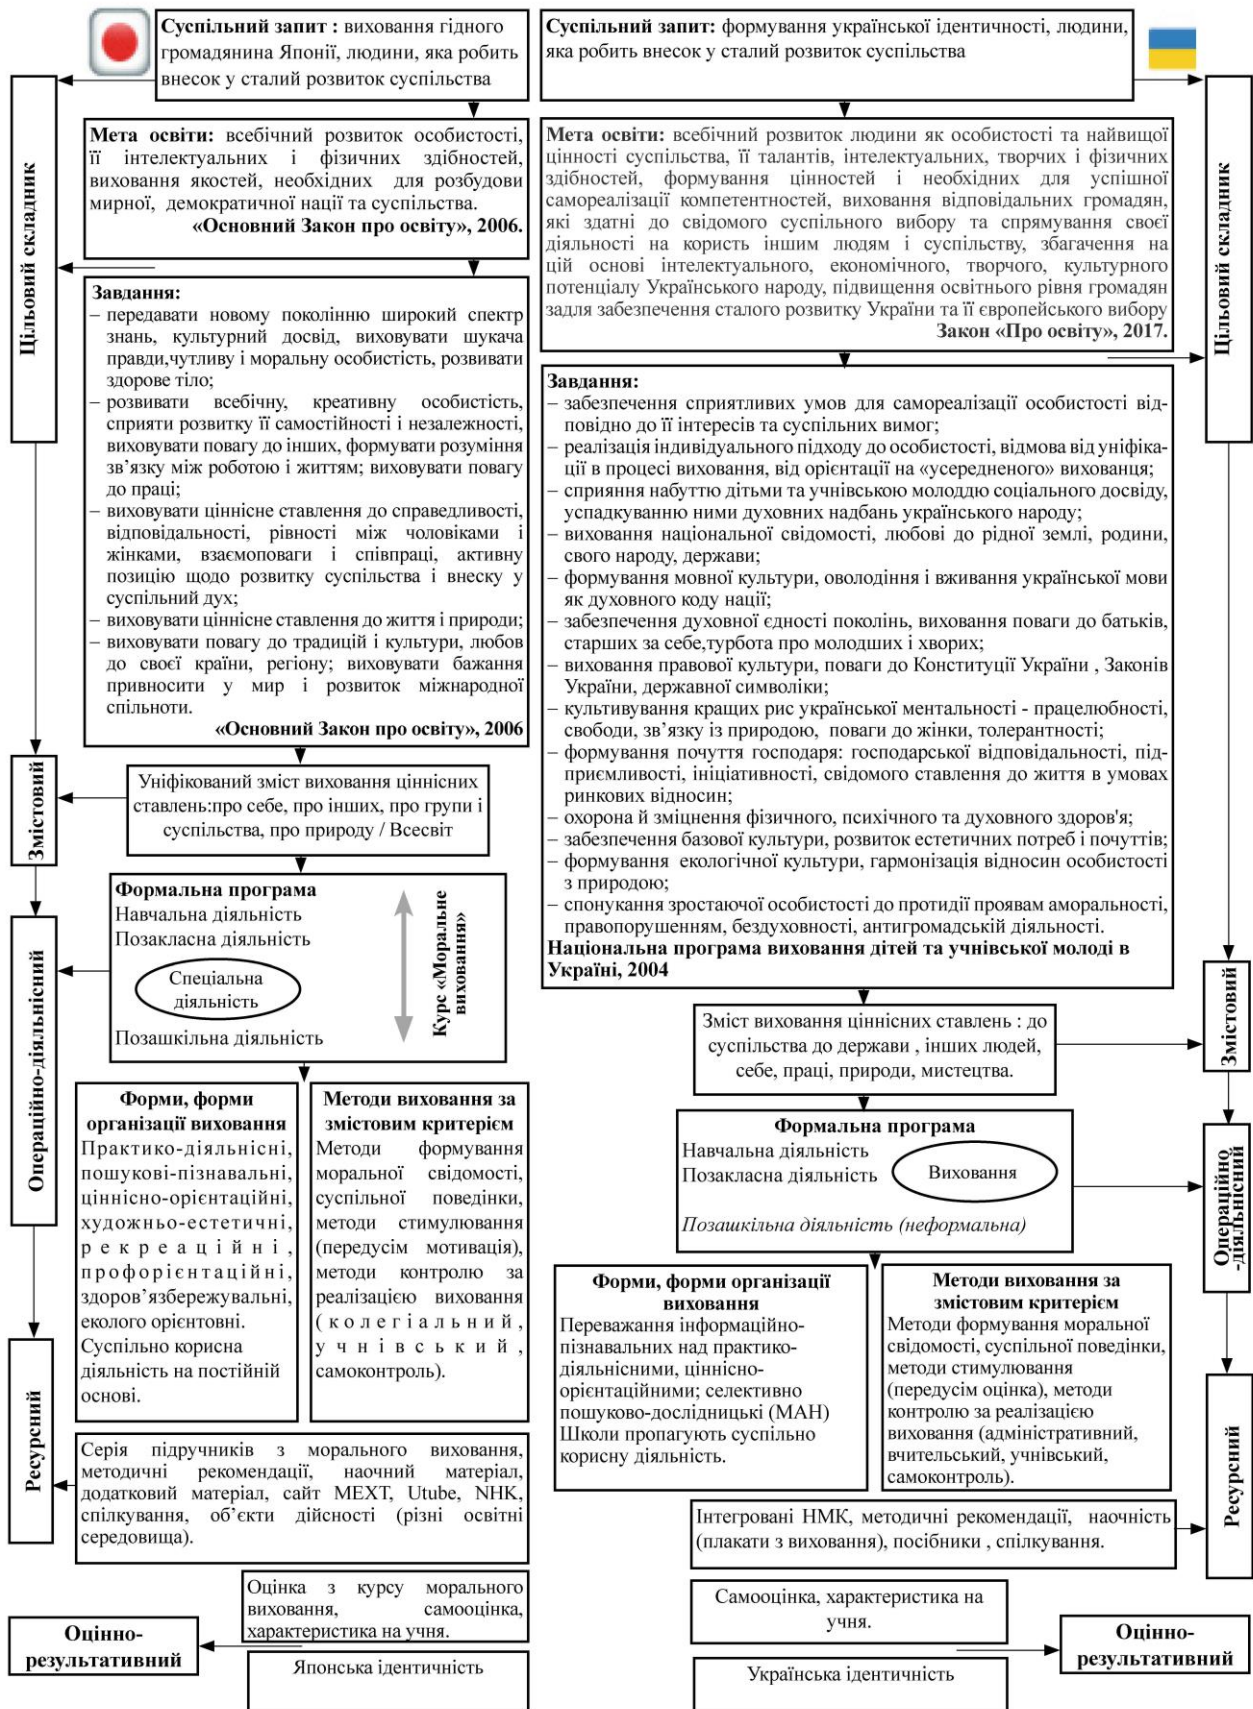 Суспільний запит : виховання гідного
громадянина Японії, людини, яка робить
внесок у сталий розвиток суспільства
Цільовий складник
Мета освіти: всебічний розвиток особистості,
її інтелектуальних і фізичних здібностей,
виховання якостей, необхідних для розбудови
мирної, демократичної нації та суспільства.
«Основний Закон про освіту», 2006.
Завдання:
– передавати новому поколінню широкий спектр
знань, культурний досвід, виховувати шукача
правди,чутливу і моральну особистість, розвивати
здорове тіло;
– розвивати всебічну, креативну особистість,
сприяти розвитку її самостійності і незалежності,
виховувати повагу до інших, формувати розуміння
зв’язку між роботою і життям; виховувати повагу
до праці;
– виховувати ціннісне ставлення до справедливості,
відповідальності, рівності між чоловіками і
жінками, взаємоповаги і співпраці, активну
позицію щодо розвитку суспільства і внеску у
суспільний дух;
– виховувати ціннісне ставлення до життя і природи;
– виховувати повагу до традицій і культури, любов
до своєї країни, регіону; виховувати бажання
привносити у мир і розвиток міжнародної
спільноти.
«Основний Закон про освіту», 2006
Змістовий
Уніфікований зміст виховання ціннісних
ставлень:про себе, про інших, про групи і
суспільства, про природу / Всесвіт
Операційно-діяльнісний
Формальна програма
Навчальна діяльність
Позакласна діяльність
Спеціальна
діяльність
Позашкільна діяльність
Курс «Моральне
виховання»
Форми, форми
організації виховання
Практико-діяльнісні,
пошукові-пізнавальні,
ціннісно-орієнтаційні,
художньо-естетичні,
рекреаційні,
профорієнтаційні,
здоров’язбережувальні,
еколого орієнтовні.
Суспільно корисна
діяльність на постійній
основі.
Методи виховання за
змістовим критерієм
Методи формування
моральної свідомості,
суспільної поведінки,
методи стимулювання
(передусім мотивація),
методи контролю за
реалізацією виховання
(колегіальний,
учнівський,
самоконтроль).
Ресурсний
Серія підручників з морального виховання,
методичні рекомендації, наочний матеріал,
додатковий матеріал, сайт MEXT, Utube, NHK,
спілкування, об’єкти дійсності (різні освітні
середовища).
Оцінка з курсу морального
виховання, самооцінка,
характеристика на учня.
Оцінно-
результативний
Японська ідентичність
Суспільний запит: формування української ідентичності, людини,
яка робить внесок у сталий розвиток суспільства
Цільовий складник
Мета освіти: всебічний розвиток людини як особистості та найвищої
цінності суспільства, її талантів, інтелектуальних, творчих і фізичних
здібностей, формування цінностей і необхідних для успішної
самореалізації компетентностей, виховання відповідальних громадян,
які здатні до свідомого суспільного вибору та спрямування своєї
діяльності на користь іншим людям і суспільству, збагачення на
цій основі інтелектуального, економічного, творчого, культурного
потенціалу Українського народу, підвищення освітнього рівня громадян
задля забезпечення сталого розвитку України та її європейського вибору
Закон «Про освіту», 2017.
Завдання:
– забезпечення сприятливих умов для самореалізації особистості від-
повідно до її інтересів та суспільних вимог;
– реалізація індивідуального підходу до особистості, відмова від уніфіка-
ції в процесі виховання, від орієнтації на «усередненого» вихованця;
– сприяння набуттю дітьми та учнівською молоддю соціального досвіду,
успадкуванню ними духовних надбань українського народу;
– виховання національної свідомості, любові до рідної землі, родини,
свого народу, держави;
– формування мовної культури, оволодіння і вживання української мови
як духовного коду нації;
– забезпечення духовної єдності поколінь, виховання поваги до батьків,
старших за себе,турбота про молодших і хворих;
– виховання правової культури, поваги до Конституції України , Законів
України, державної символіки;
– культивування кращих рис української ментальності - працелюбності,
свободи, зв’язку із природою, поваги до жінки, толерантності;
– формування почуття господаря: господарської відповідальності, під-
приємливості, ініціативності, свідомого ставлення до життя в умовах
ринкових відносин;
– охорона й зміцнення фізичного, психічного та духовного здоров'я;
– забезпечення базової культури, розвиток естетичних потреб і почуттів;
– формування екологічної культури, гармонізація відносин особистості
з природою;
– спонукання зростаючої особистості до протидії проявам аморальності,
правопорушенням, бездуховності, антигромадській діяльності.
Національна програма виховання дітей та учнівської молоді в
Україні, 2004
Змістовий
Зміст виховання ціннісних ставлень : до
суспільства до держави , інших людей,
себе, праці, природи, мистецтва.
Операційно
-діяльнісний
Формальна програма
Навчальна діяльність
Позакласна діяльність
Виховання
Позашкільна діяльність (неформальна)
Форми, форми організації
виховання
Переважання інформаційно-
пізнавальних над практико-
діяльнісними, ціннісно-
орієнтаційними; селективно
пошуково-дослідницькі (МАН)
Школи пропагують суспільно
корисну діяльність.
Методи виховання за
змістовим критерієм
Методи формування моральної
свідомості, суспільної поведінки,
методи стимулювання
(передусім оцінка), методи
контролю за реалізацією
виховання (адміністративний,
вчительський, учнівський,
самоконтроль).
Ресурсний
Інтегровані НМК, методичні рекомендації, наочність
(плакати з виховання), посібники , спілкування.
Самооцінка, характеристика на
учня.
Оцінно-
результативний
Українська ідентичність